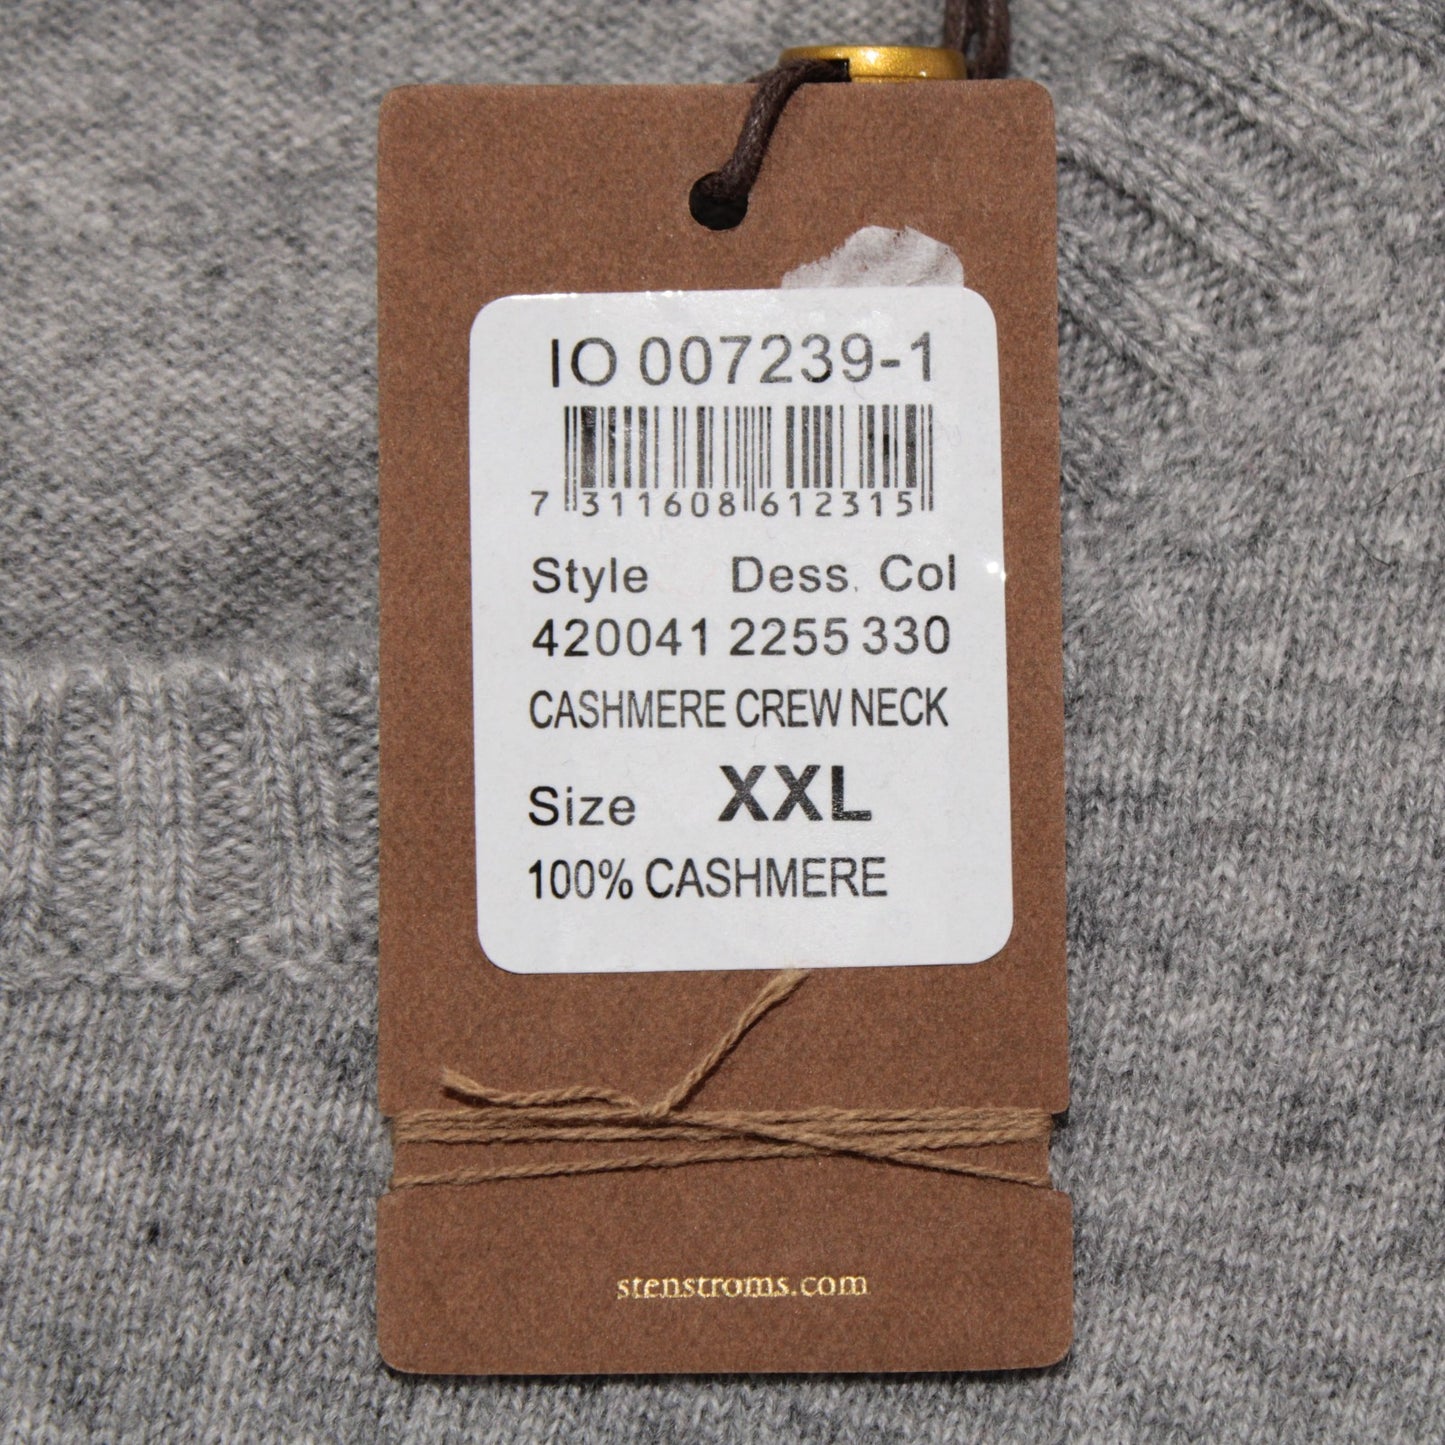 IO 007239-1
7 311608 612315
Style Dess. Col
420041 2255 330
CASHMERE CREW NECK
Size XXL
100% CASHMERE
stenstroms.com